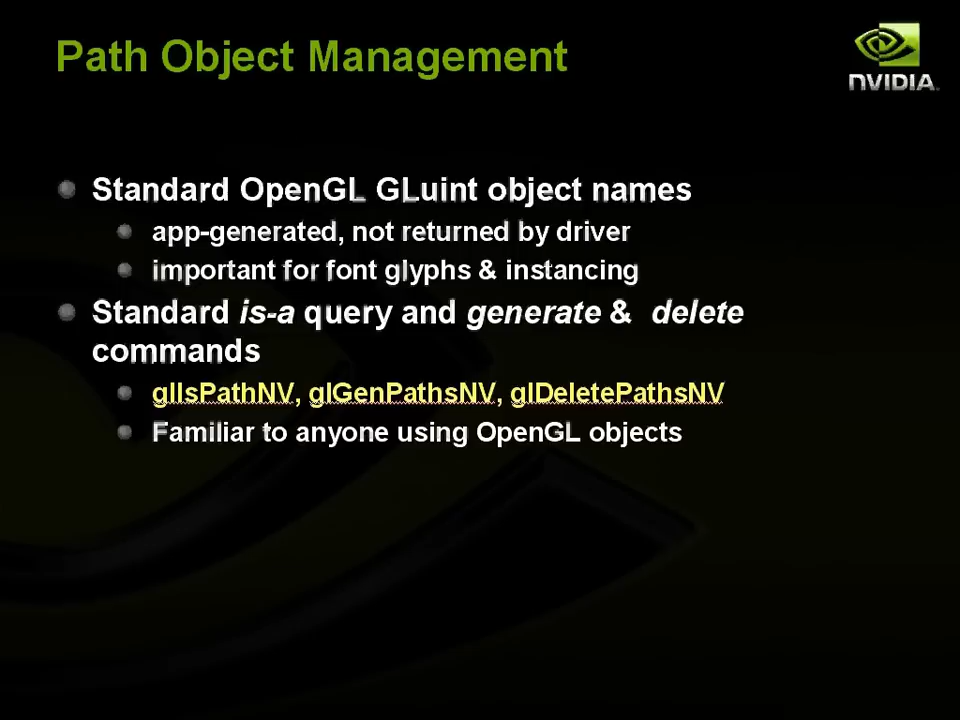 Path Object Management
NVIDIA.
Standard OpenGL GLuint object names
app-generated, not returned by driver
important for font glyphs & instancing
Standard is-a query and generate & delete
commands
glIsPathNV, glGenPathsNV, glDeletePathsNV
Familiar to anyone using OpenGL objects